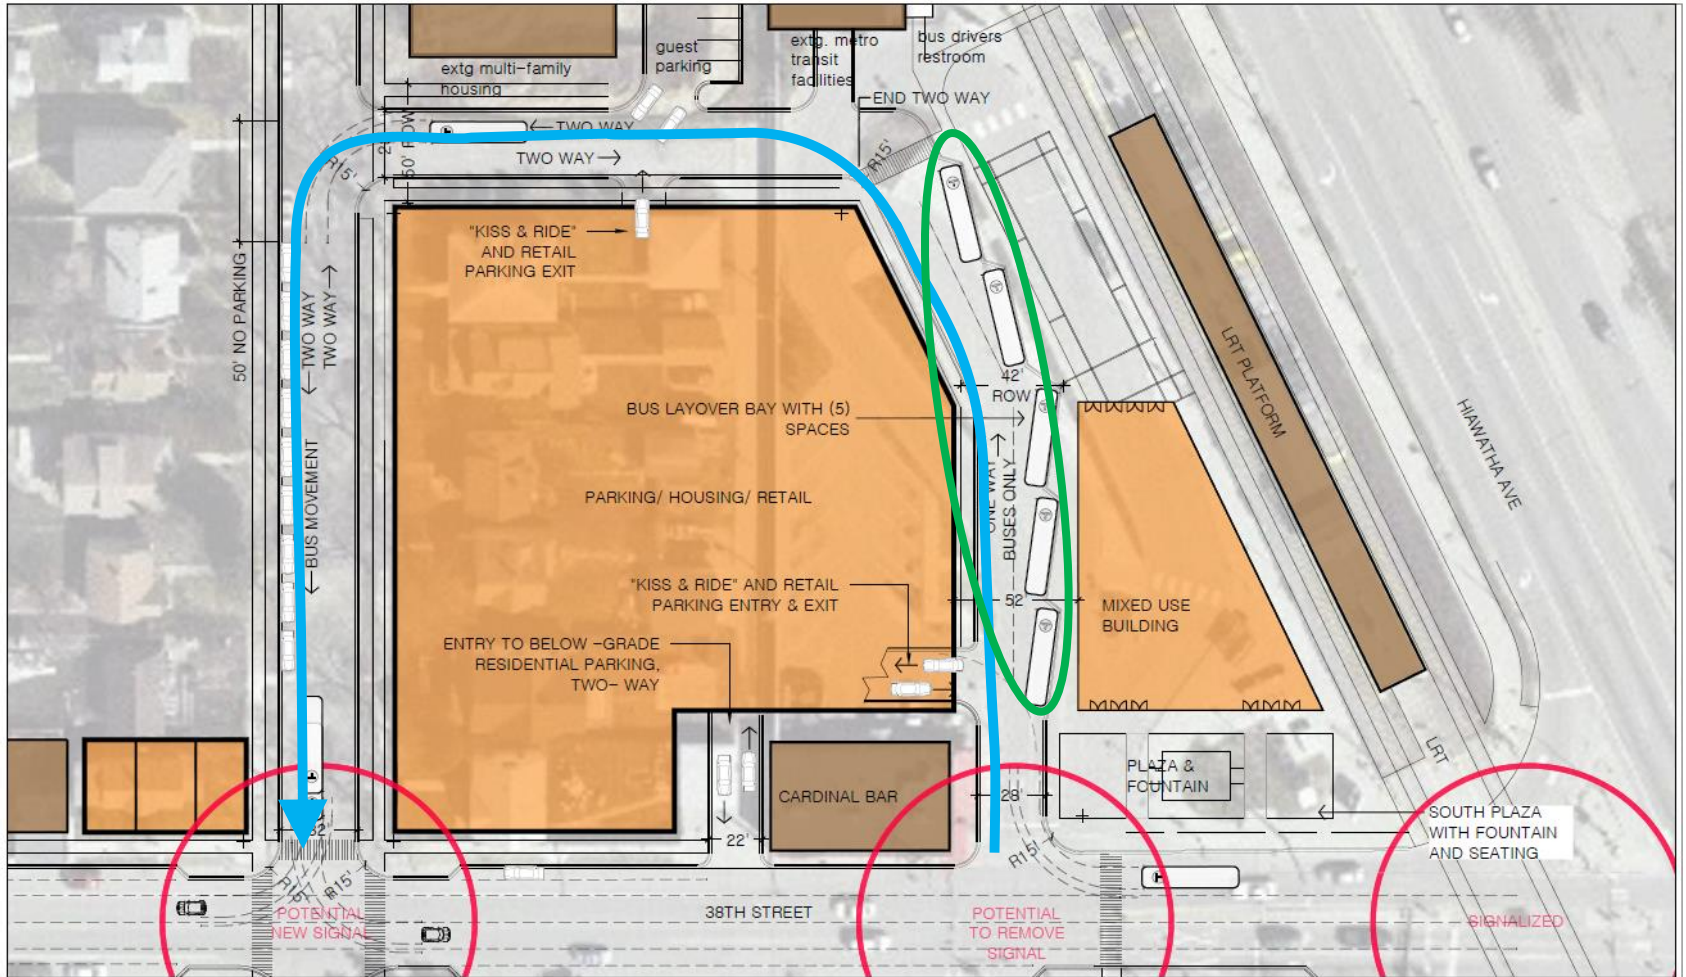 extg multi-family
housing
guest
parking
extg. metro
transit
facilities
bus drivers
restroom
END TWO WAY
TWO WAY
TWO WAY
R15'
R15'
50' ROW
50' NO PARKING
"KISS & RIDE"
AND RETAIL
PARKING EXIT
TWO WAY
TWO WAY
BUS MOVEMENT
42'
ROW
BUS LAYOVER BAY WITH (5)
SPACES
LRT PLATFORM
HIAWATHA AVE
PARKING/ HOUSING/ RETAIL
ONE WAY
BUSES ONLY
"KISS & RIDE" AND RETAIL
PARKING ENTRY & EXIT
52'
MIXED USE
BUILDING
ENTRY TO BELOW -GRADE
RESIDENTIAL PARKING,
TWO- WAY
CARDINAL BAR
28'
PLAZA &
FOUNTAIN
LRT
SOUTH PLAZA
WITH FOUNTAIN
AND SEATING
22'
R15'
R15'
R15'
38TH STREET
POTENTIAL
NEW SIGNAL
POTENTIAL
TO REMOVE
SIGNAL
SIGNALIZED